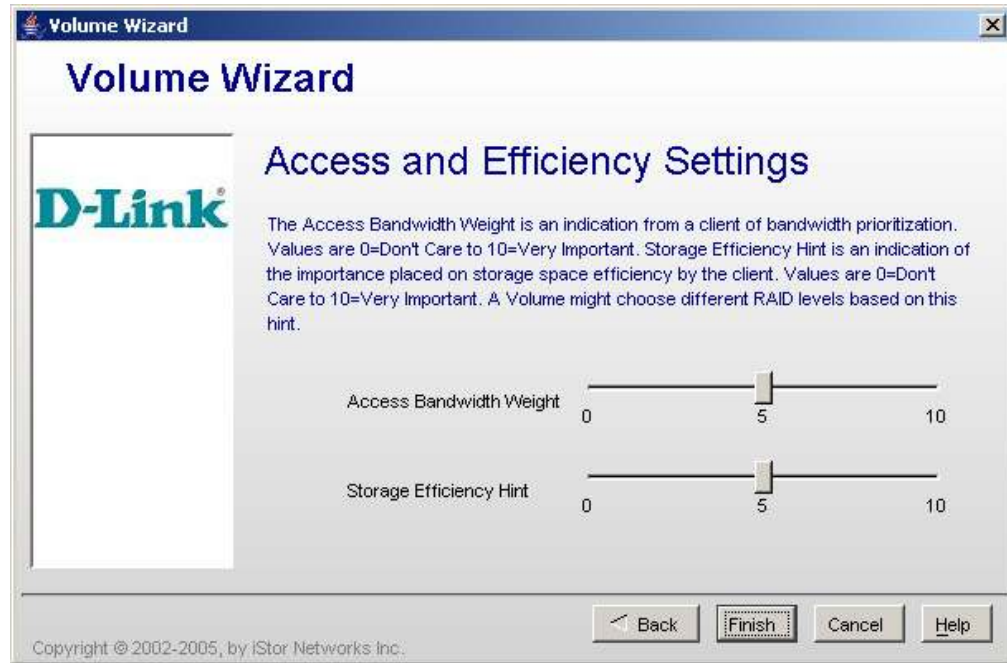 Volume Wizard
Volume Wizard
D-Link
Access and Efficiency Settings
The Access Bandwidth Weight is an indication from a client of bandwidth prioritization.
Values are 0=Don't Care to 10=Very Important. Storage Efficiency Hint is an indication of
the importance placed on storage space efficiency by the client. Values are 0=Don't
Care to 10=Very Important. A Volume might choose different RAID levels based on this
hint.
Access Bandwidth Weight
0 5 10
Storage Efficiency Hint
0 5 10
Back Finish Cancel Help
Copyright © 2002-2005, by iStor Networks Inc.